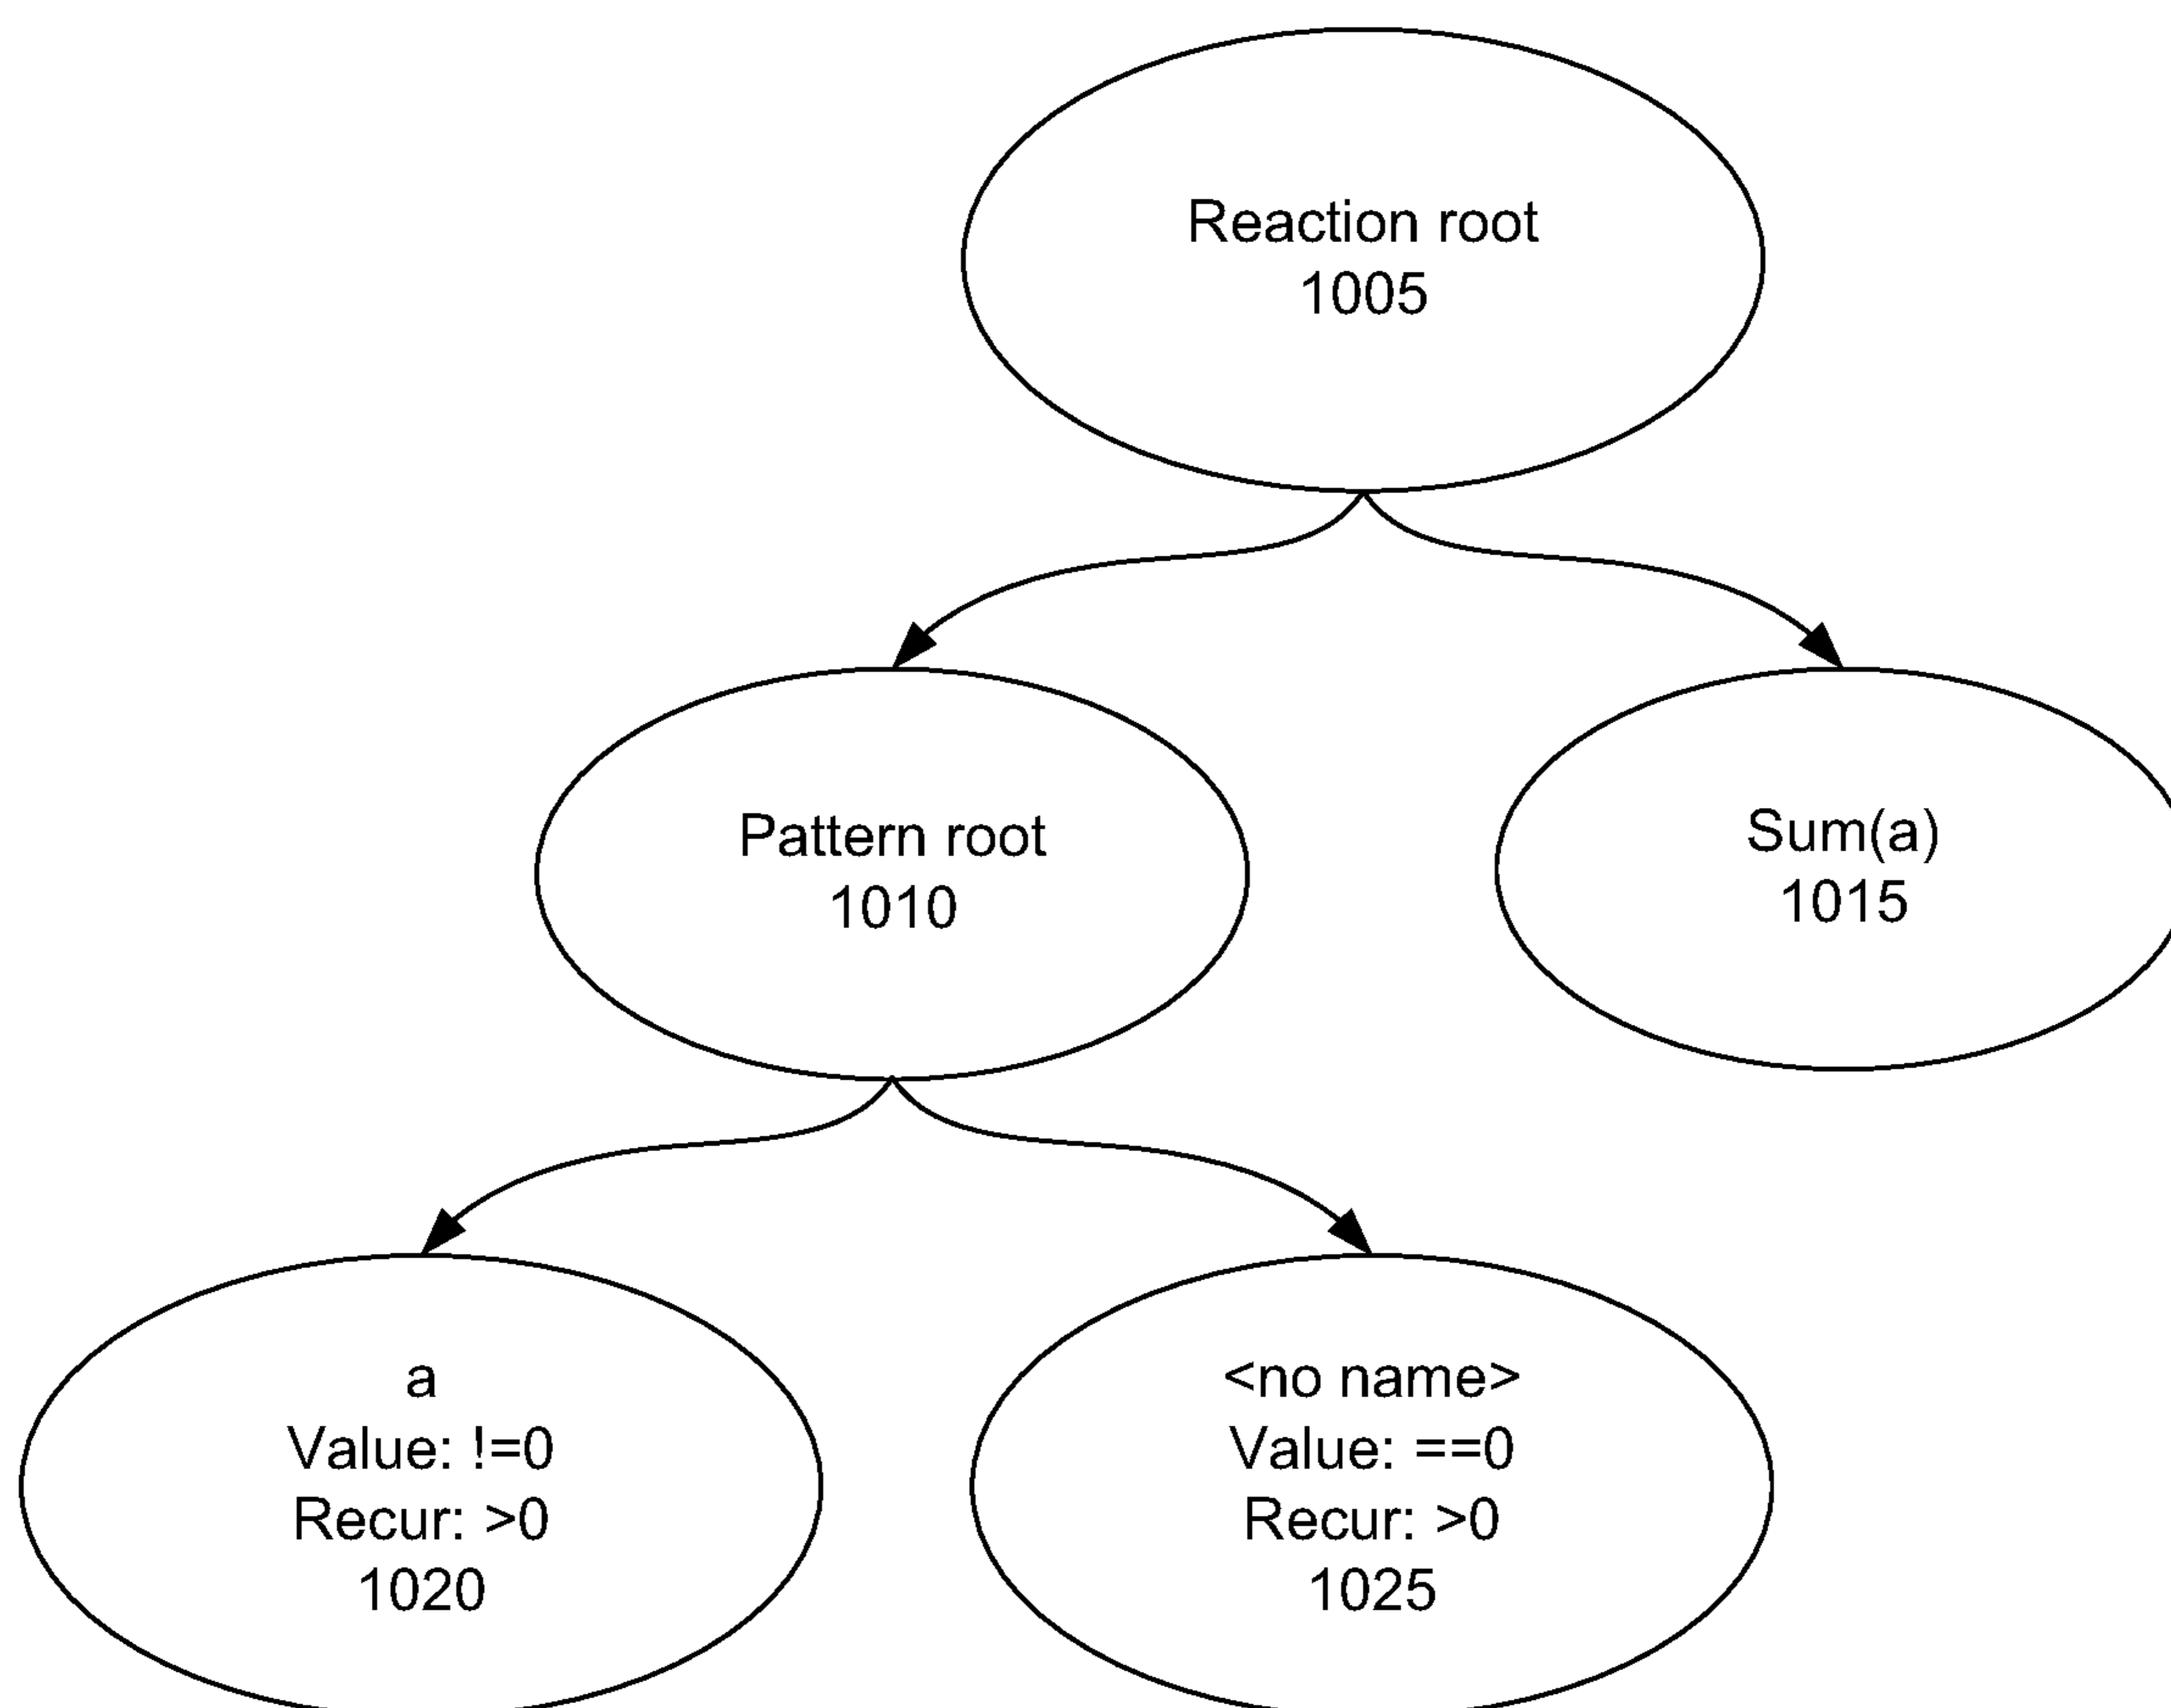 Reaction root
1005
Pattern root
1010
Sum(a)
1015
a
Value: !=0
Recur: >0
1020
<no name>
Value: ==0
Recur: >0
1025